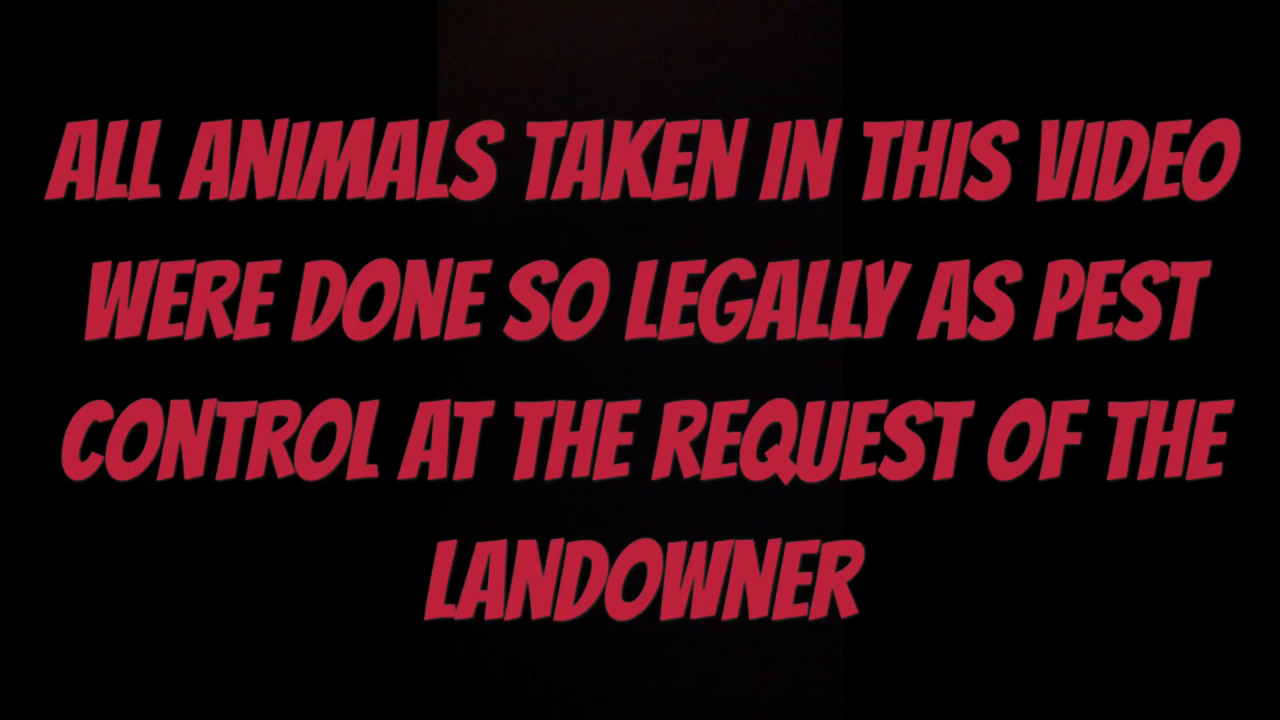 ALL ANIMALS TAKEN IN THIS VIDEO
WERE DONE SO LEGALLY AS PEST
CONTROL AT THE REQUEST OF THE
LANDOWNER